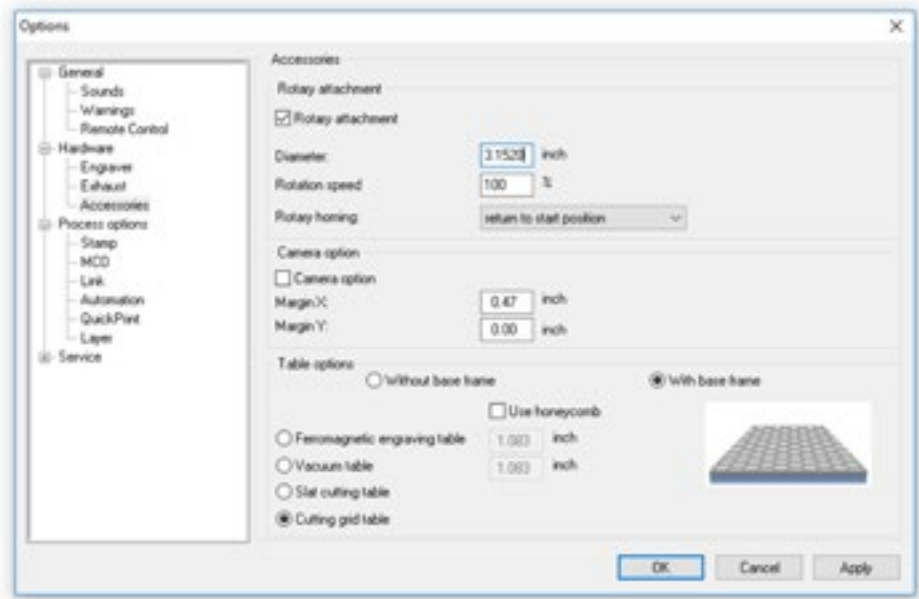 Options
General
Sounds
Warnings
Remote Control
Hardware
Engraver
Exhaust
Accessories
Process options
Stamp
MCO
Link
Automation
QuickPrint
Layer
Service
Accessories
Rotary attachment
Rotary attachment
Diameter: 3.1520 inch
Rotation speed 100 %
Rotary homing: return to start position
Camera option
Camera option
Margin X: 0.47 inch
Margin Y: 0.00 inch
Table options
Without base frame With base frame
Use honeycomb
Ferromagnetic engraving table 1.083 inch
Vacuum table 1.083 inch
Slat cutting table
Cutting grid table
OK Cancel Apply